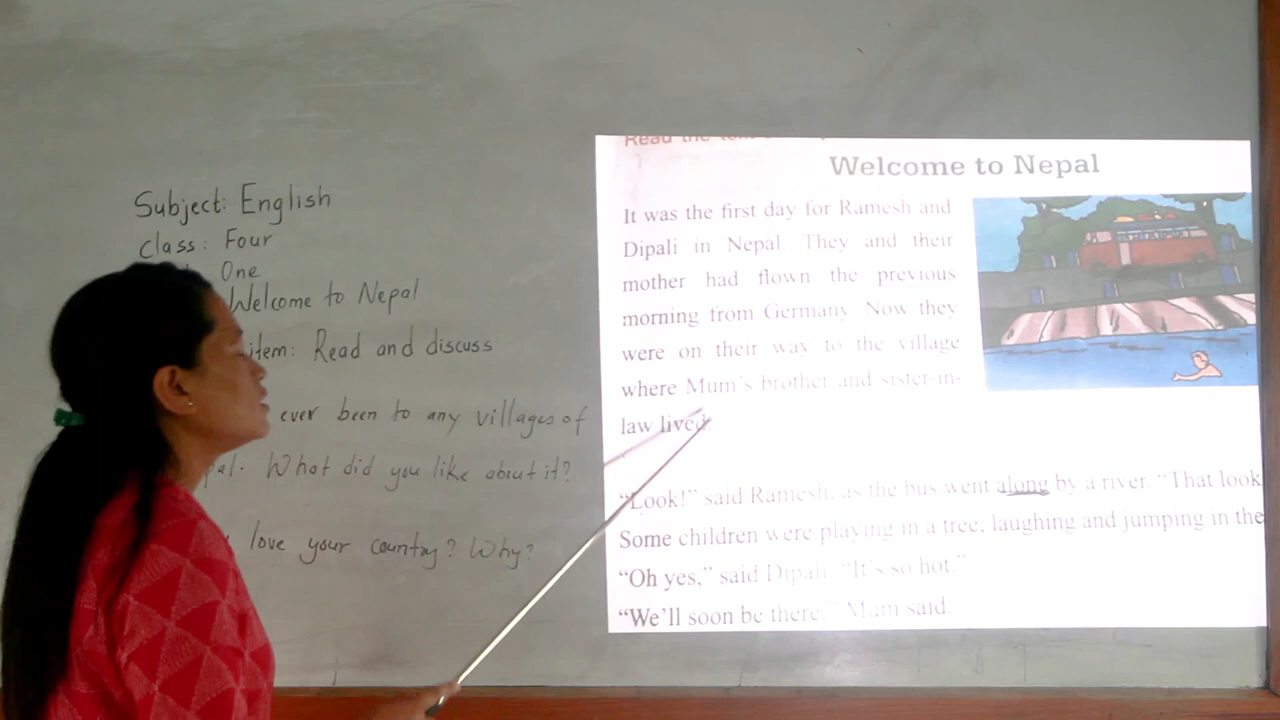 Subject: English
Class: Four
One
Welcome to Nepal
item: Read and discuss
ever been to any villages of
pal. What did you like about it?
love your country? Why?
Read the
Welcome to Nepal
It was the first day for Ramesh and
Dipali in Nepal. They and their
mother had flown the previous
morning from Germany. Now they
were on their way to the village
where Mum's brother and sister-in-
law lived.
"Look!" said Ramesh, as the bus went along by a river. "That look
Some children were playing in a tree, laughing and jumping in the
"Oh yes," said Dipali. "It's so hot."
"We'll soon be there," Mum said.